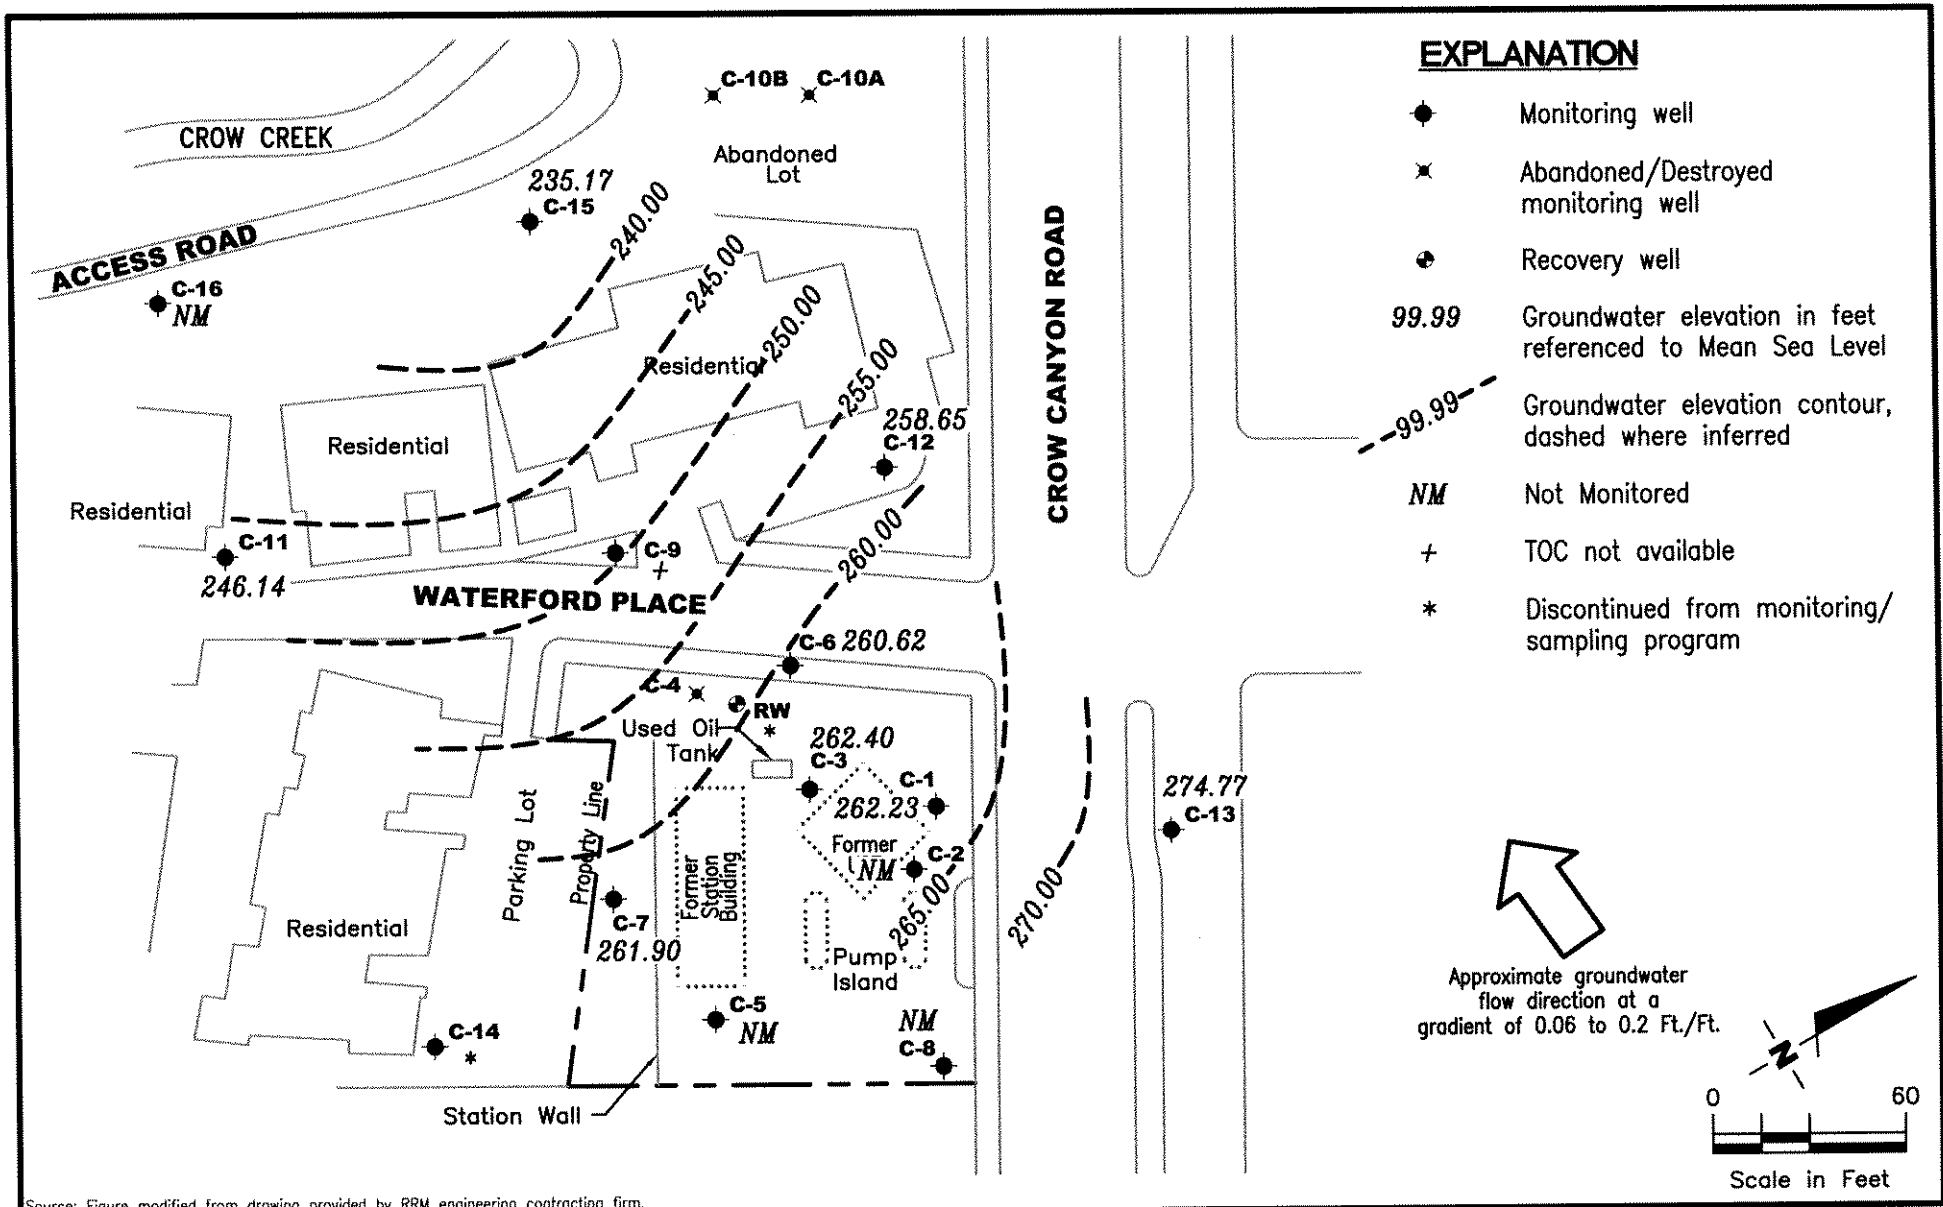 EXPLANATION
Monitoring well
Abandoned/Destroyed
monitoring well
Recovery well
99.99
Groundwater elevation in feet
referenced to Mean Sea Level
99.99
Groundwater elevation contour,
dashed where inferred
NM
Not Monitored
+
TOC not available
*
Discontinued from monitoring/
sampling program
C-10B
C-10A
CROW CREEK
Abandoned
Lot
235.17
C-15
240.00
ACCESS ROAD
C-16
NM
245.00
250.00
Residential
255.00
258.65
C-12
CROW CANYON ROAD
Residential
Residential
C-11
246.14
C-9
+
260.00
WATERFORD PLACE
C-6 260.62
C-4
RW
*
Used Oil
Tank
262.40
C-3
C-1
262.23
274.77
C-13
Parking Lot
Property Line
Former
Station
Building
Former
NM
C-2
265.00
270.00
C-7
261.90
Residential
Pump
Island
C-5
NM
NM
C-8
C-14
*
Station Wall
Approximate groundwater
flow direction at a
gradient of 0.06 to 0.2 Ft./Ft.
N
0
60
Scale in Feet
Source: Figure modified from drawing provided by RRM engineering contracting firm.